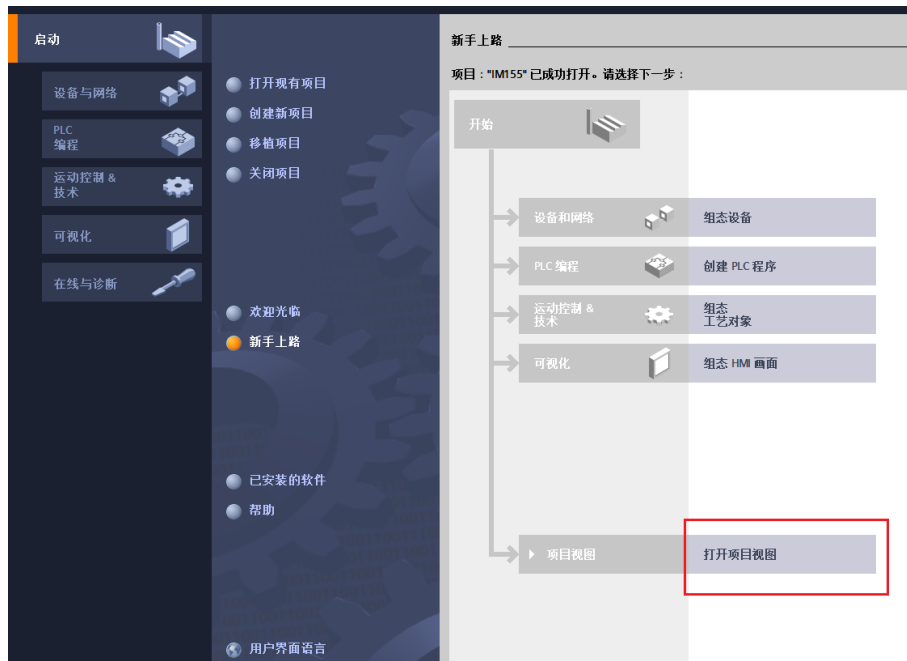 启动
设备与网络
PLC
编程
运动控制 &
技术
可视化
在线与诊断
打开现有项目
创建新项目
移植项目
关闭项目
欢迎光临
新手上路
已安装的软件
帮助
用户界面语言
新手上路
项目："IM155" 已成功打开。请选择下一步：
开始
设备和网络
组态设备
PLC 编程
创建 PLC 程序
运动控制 &
技术
组态
工艺对象
可视化
组态 HMI 画面
项目视图
打开项目视图